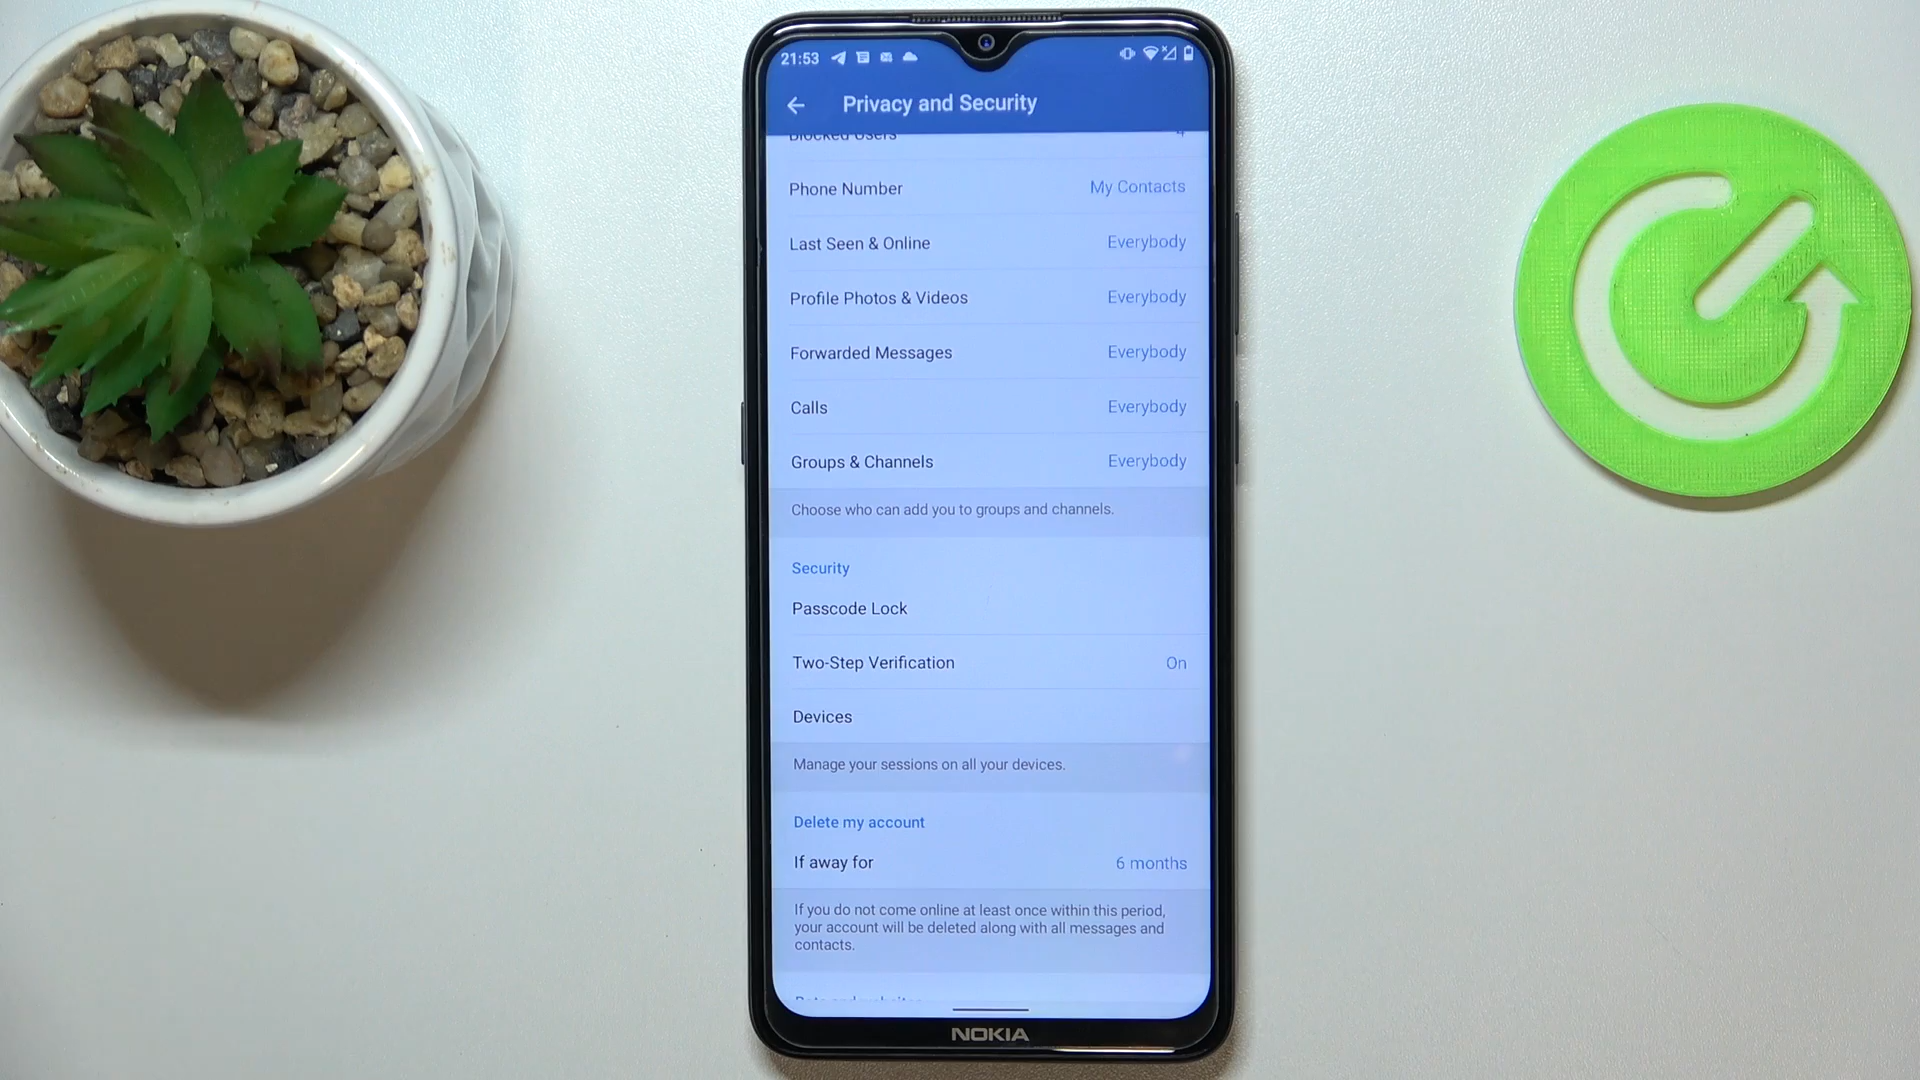 21:53
Privacy and Security
Blocked Users 4
Phone Number My Contacts
Last Seen & Online Everybody
Profile Photos & Videos Everybody
Forwarded Messages Everybody
Calls Everybody
Groups & Channels Everybody
Choose who can add you to groups and channels.
Security
Passcode Lock
Two-Step Verification On
Devices
Manage your sessions on all your devices.
Delete my account
If away for 6 months
If you do not come online at least once within this period,
your account will be deleted along with all messages and
contacts.
NOKIA